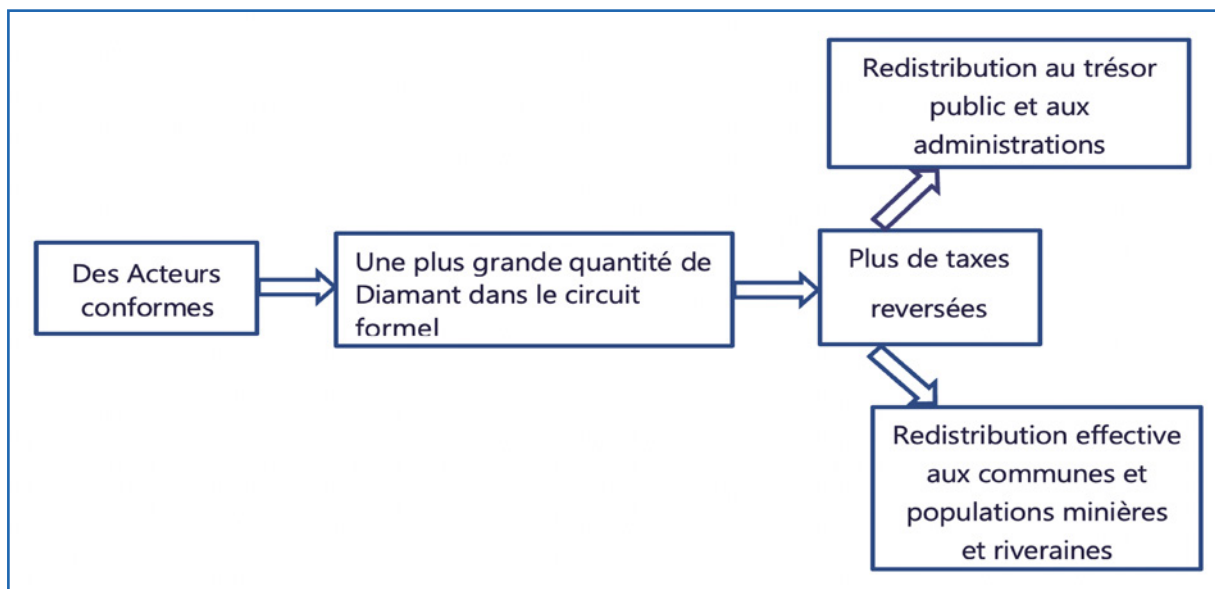 Redistribution au trésor
public et aux
administrations
Des Acteurs
conformes
Une plus grande quantité de
Diamant dans le circuit
formel
Plus de taxes
reversées
Redistribution effective
aux communes et
populations minières
et riveraines